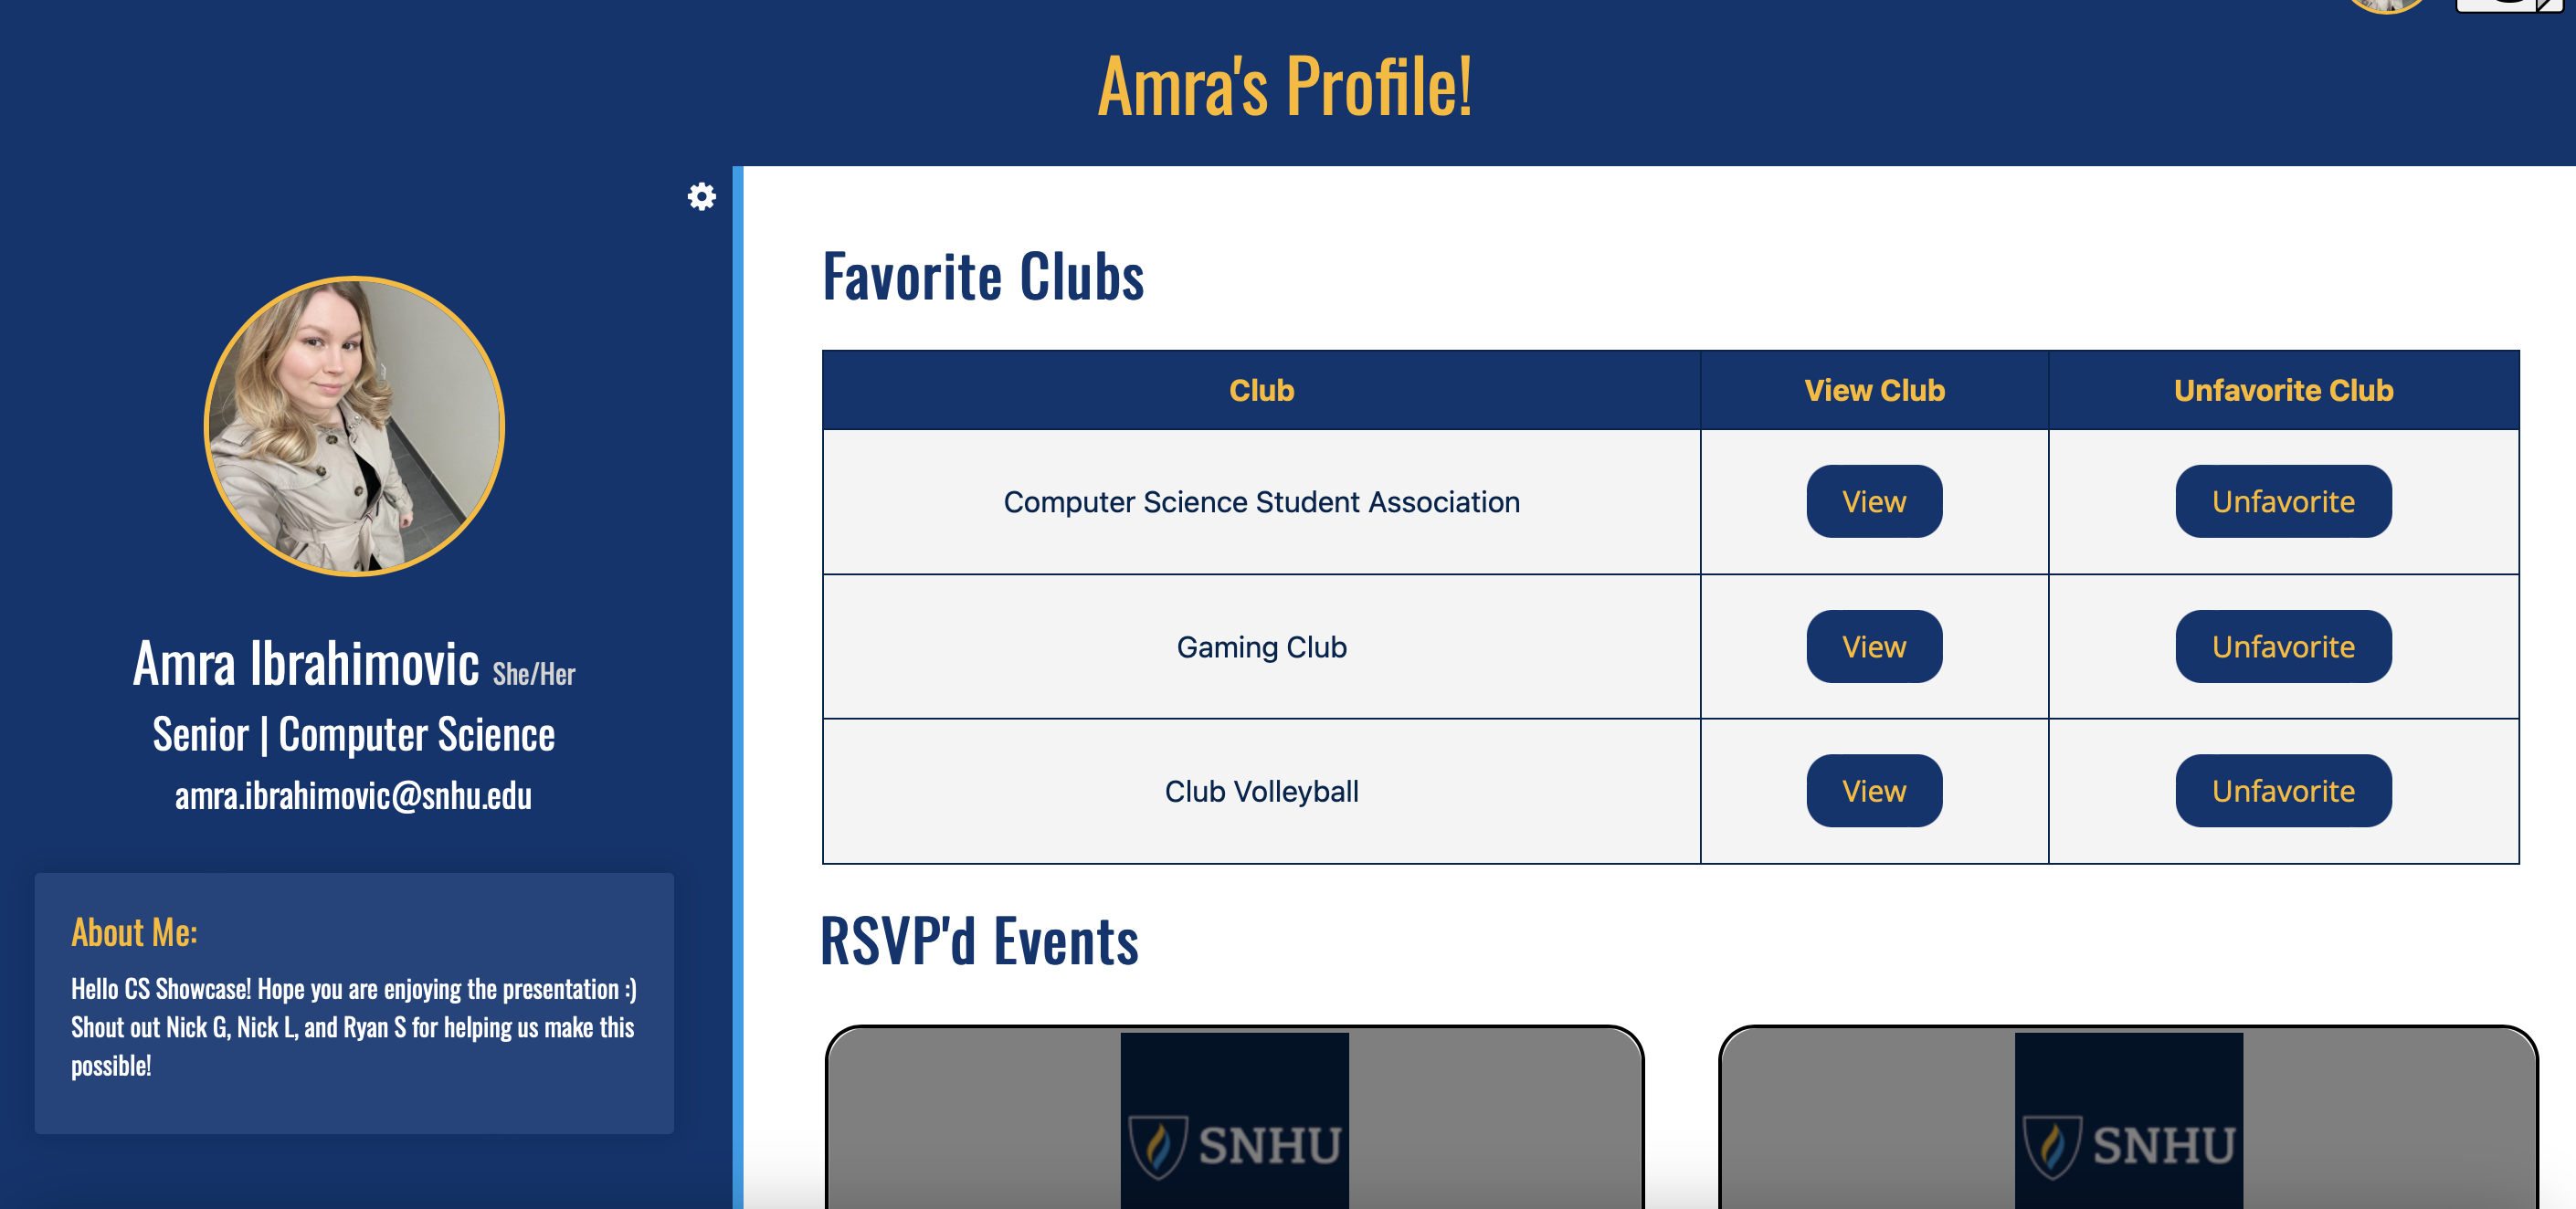 Amra's Profile!
Amra Ibrahimovic She/Her
Senior | Computer Science
amra.ibrahimovic@snhu.edu
About Me:
Hello CS Showcase! Hope you are enjoying the presentation :)
Shout out Nick G, Nick L, and Ryan S for helping us make this
possible!
Favorite Clubs
Club View Club Unfavorite Club
Computer Science Student Association View Unfavorite
Gaming Club View Unfavorite
Club Volleyball View Unfavorite
RSVP'd Events
SNHU SNHU